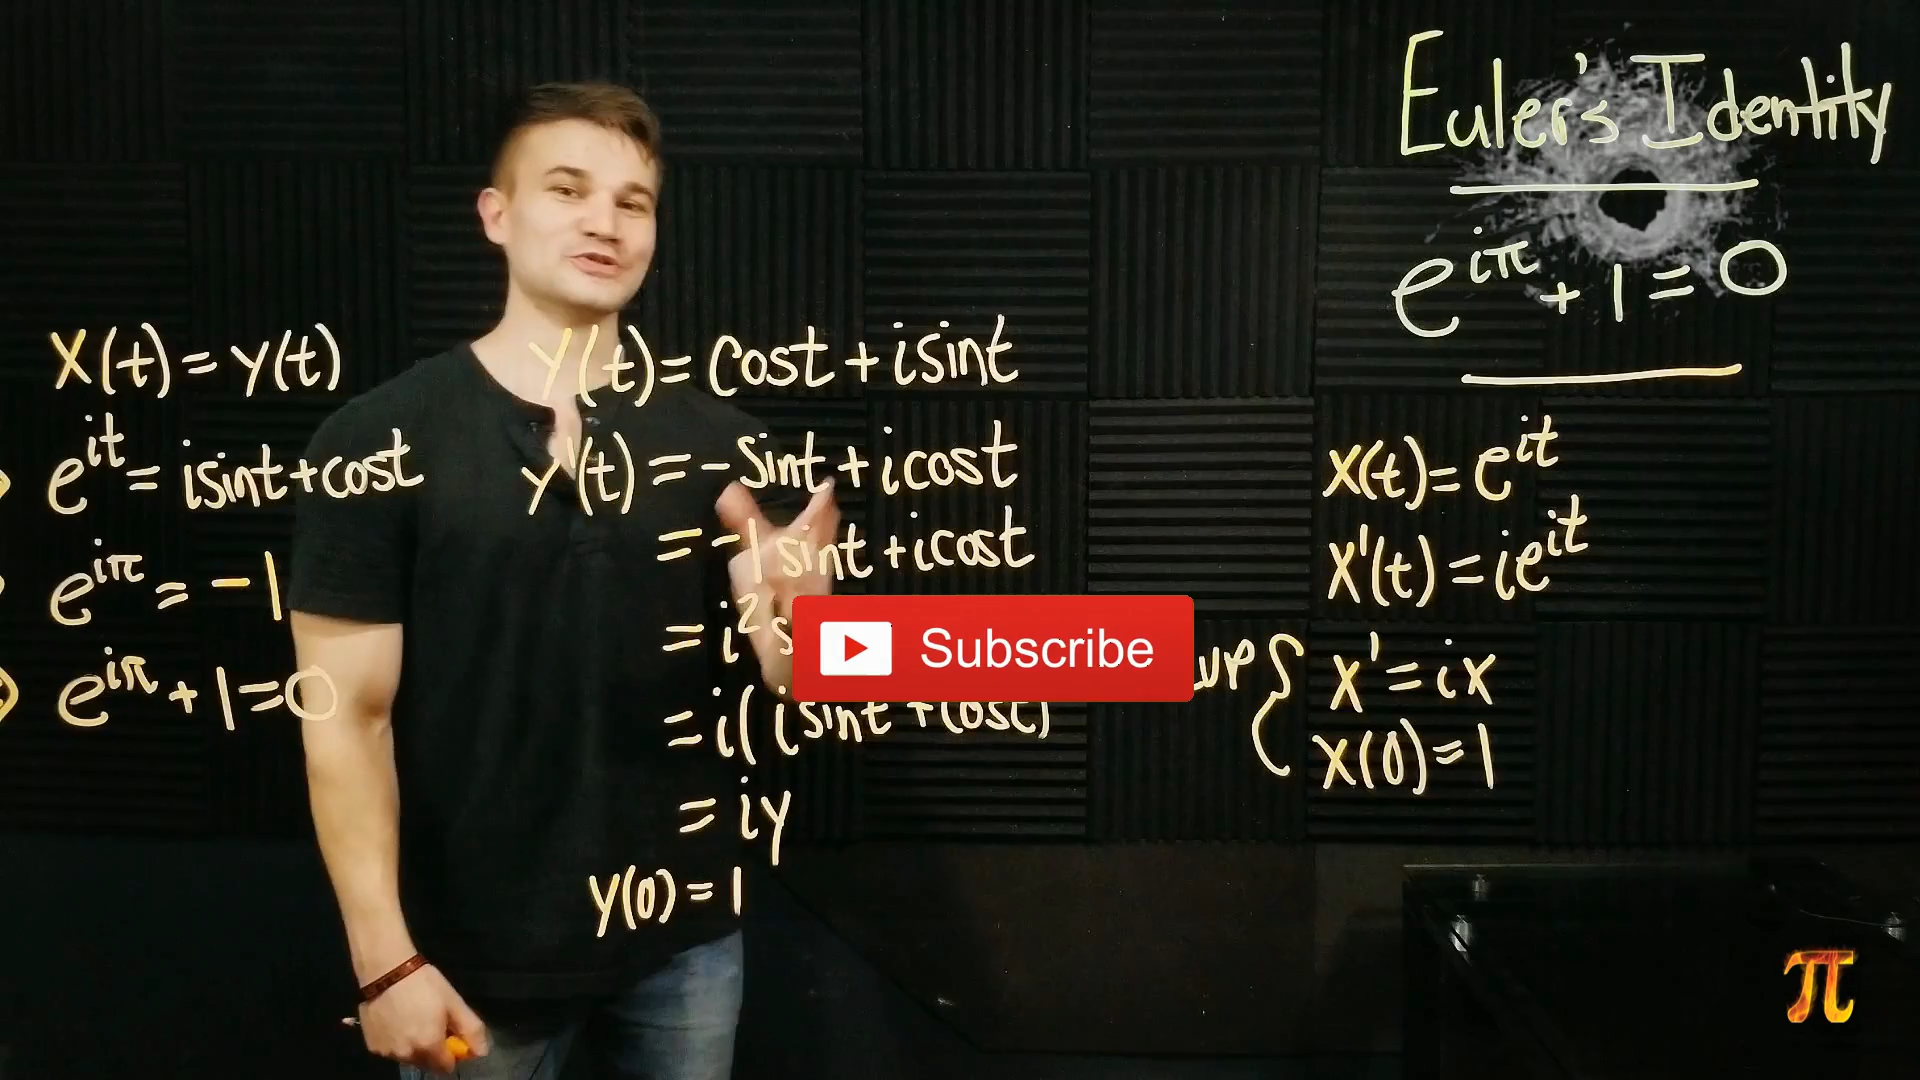 Euler's Identity
e^{iπ} + 1 = 0
X(t) = e^{it}
X'(t) = ie^{it}
X' = iX
X(0) = 1
Y(t) = cost + isint
Y'(t) = -sint + icost
= -1 sint + icost
= i² s
= i( isint + cost)
= iy
Y(0) = 1
X(t) = Y(t)
e^{it} = isint + cost
e^{iπ} = -1
e^{iπ} + 1 = 0
Subscribe
π